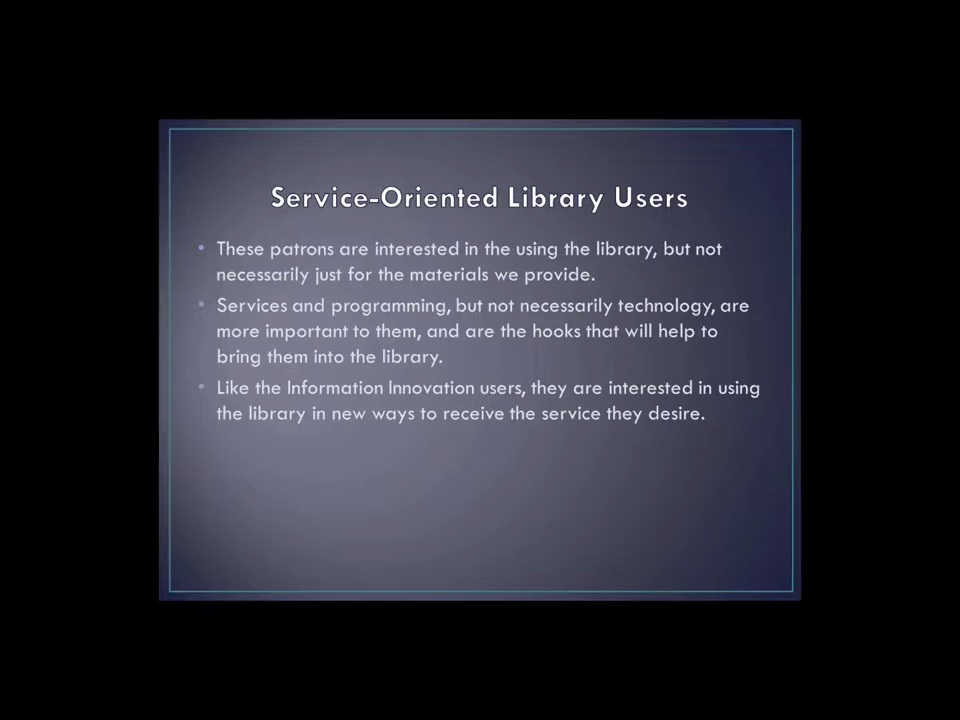 Service-Oriented Library Users
• These patrons are interested in the using the library, but not
necessarily just for the materials we provide.
• Services and programming, but not necessarily technology, are
more important to them, and are the hooks that will help to
bring them into the library.
• Like the Information Innovation users, they are interested in using
the library in new ways to receive the service they desire.